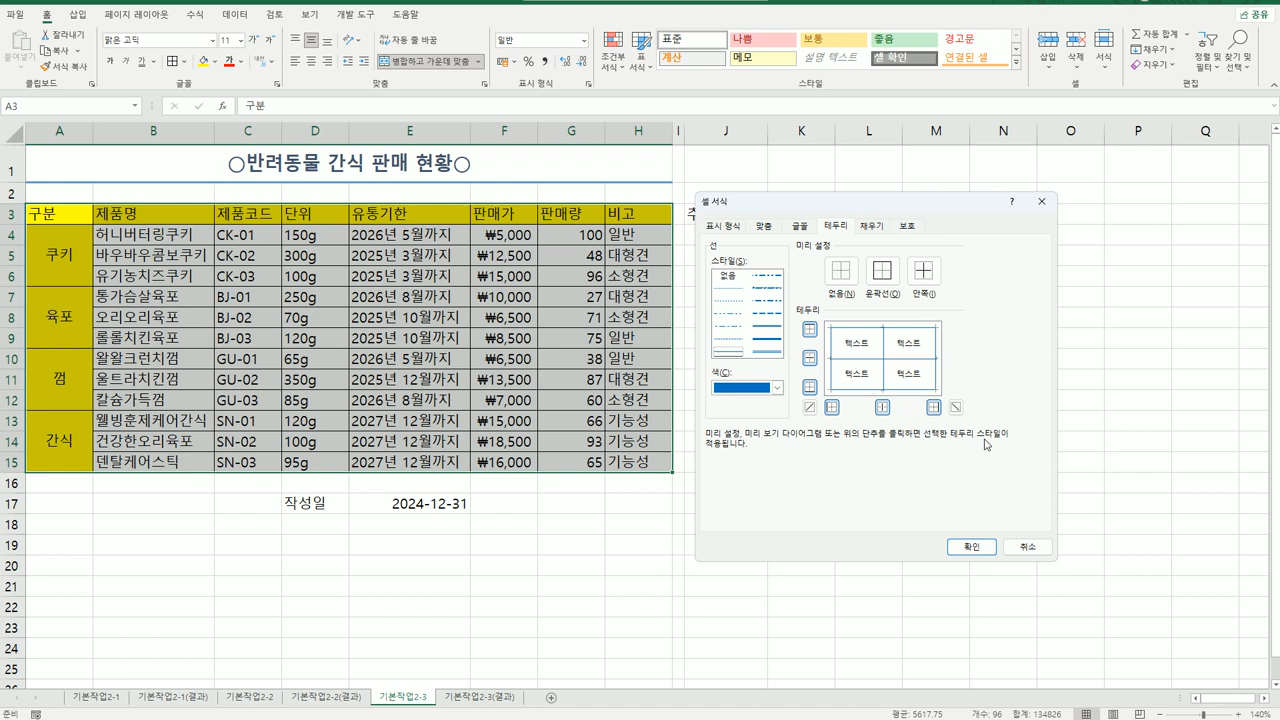 파일 홈 삽입 페이지 레이아웃 수식 데이터 검토 보기 개발 도구 도움말 공유
붙여넣기 잘라내기 맑은 고딕 11 자동 줄 바꿈 일반 조건부 서식 표 서식 표준 나쁨 보통 좋음 경고문 삽입 삭제 서식 자동 합계 정렬 및 필터 찾기 및 선택
복사 채우기
서식 복사 병합하고 가운데 맞춤 계산 메모 설명 텍스트 셀 확인 연결된 셀 지우기
클립보드 글꼴 맞춤 표시 형식 스타일 셀 편집
A3 fx 구분
A B C D E F G H I J K L M N O P Q
1 ○반려동물 간식 판매 현황○
2
3 구분 제품명 제품코드 단위 유통기한 판매가 판매량 비고
4 허니버터링쿠키 CK-01 150g 2026년 5월까지 ₩5,000 100 일반
5 쿠키 바우바우콤보쿠키 CK-02 300g 2025년 3월까지 ₩12,500 48 대형견
6 유기농치즈쿠키 CK-03 100g 2026년 3월까지 ₩15,000 96 소형견
7 통가슴살육포 BJ-01 250g 2026년 8월까지 ₩10,000 27 대형견
8 육포 오리오리육포 BJ-02 70g 2025년 10월까지 ₩6,500 71 소형견
9 롤롤치킨육포 BJ-03 120g 2025년 10월까지 ₩8,500 75 일반
10 왈왈크런치껌 GU-01 65g 2026년 5월까지 ₩6,500 38 일반
11 껌 울트라치킨껌 GU-02 350g 2025년 12월까지 ₩13,500 87 대형견
12 칼슘가득껌 GU-03 85g 2026년 8월까지 ₩7,000 60 소형견
13 웰빙훈제케어간식 SN-01 120g 2027년 12월까지 ₩15,000 66 기능성
14 간식 건강한오리육포 SN-02 100g 2027년 12월까지 ₩18,500 93 기능성
15 덴탈케어스틱 SN-03 95g 2027년 12월까지 ₩16,000 65 기능성
16
17 작성일 2024-12-31
18
19
20
21
22
23
24
25
셀 서식 ?
표시 형식 맞춤 글꼴 테두리 채우기 보호
선 미리 설정
스타일(S):
없음
없음(N) 윤곽선(O) 안쪽(I)
테두리
텍스트 텍스트
텍스트 텍스트
색(C):
미리 설정, 미리 보기 다이어그램 또는 위의 단추를 클릭하면 선택한 테두리 스타일이
적용됩니다.
확인 취소
기본작업2-1 기본작업2-1(결과) 기본작업2-2 기본작업2-2(결과) 기본작업2-3 기본작업2-3(결과)
준비 평균: 5617.75 개수: 96 합계: 134826 140%